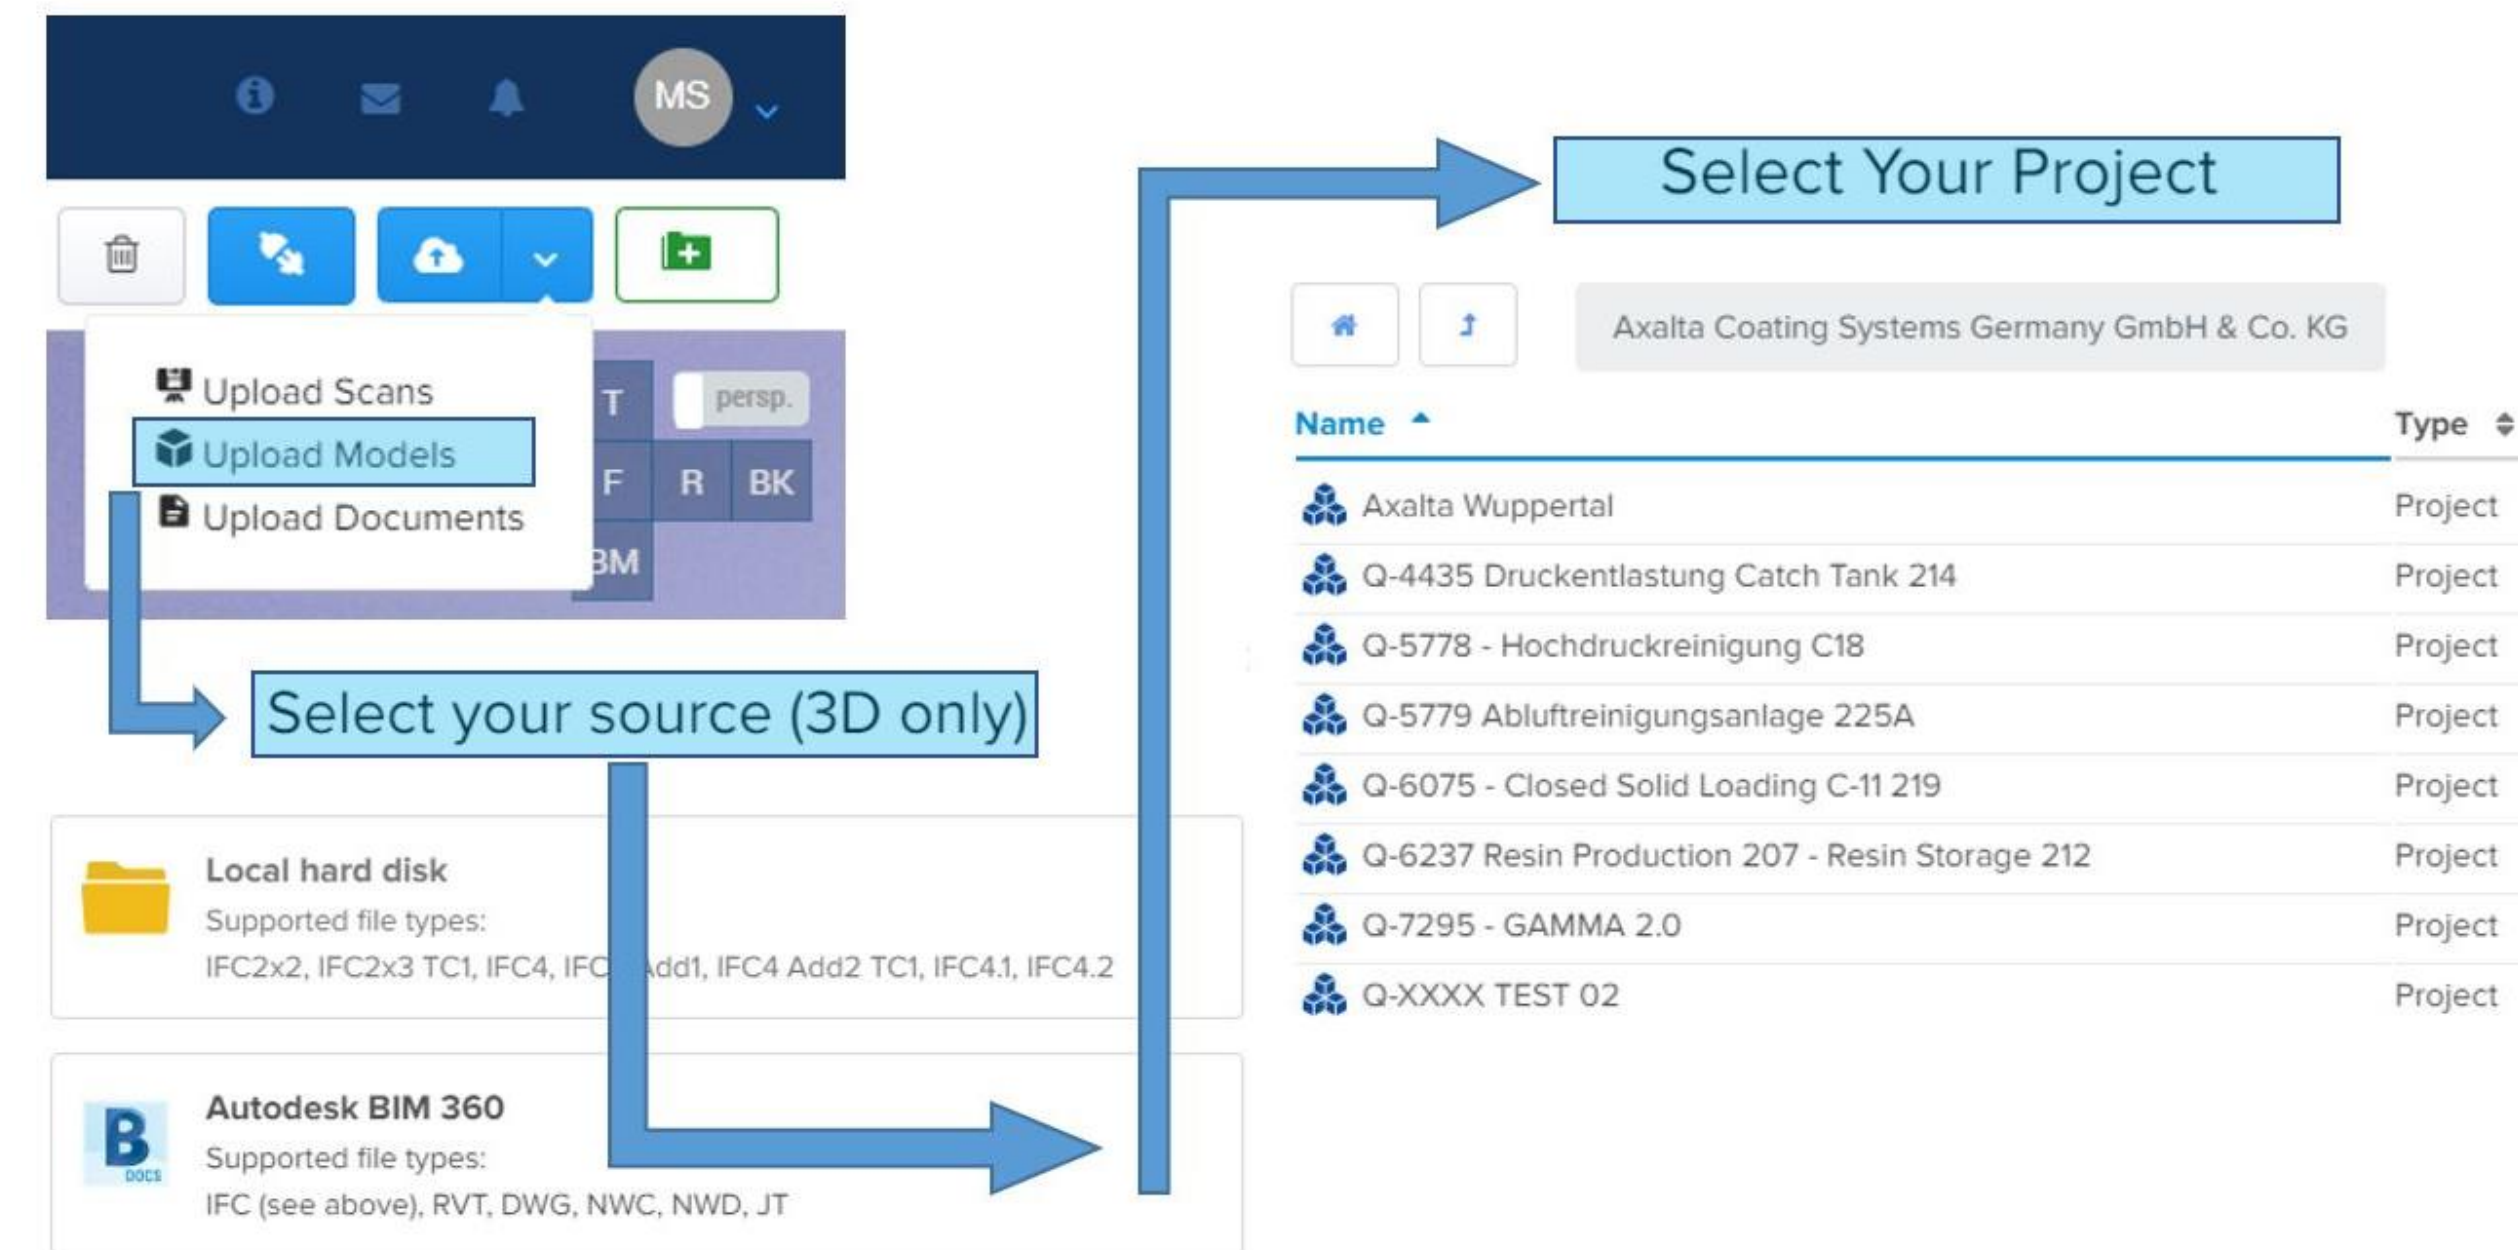 MS
Upload Scans
Upload Models
Upload Documents
T
persp.
F R BK
BM
Select your source (3D only)
Local hard disk
Supported file types:
IFC2x2, IFC2x3 TC1, IFC4, IFC Add1, IFC4 Add2 TC1, IFC4.1, IFC4.2
B
DOCS
Autodesk BIM 360
Supported file types:
IFC (see above), RVT, DWG, NWC, NWD, JT
Select Your Project
Axalta Coating Systems Germany GmbH & Co. KG
Name Type
Axalta Wuppertal Project
Q-4435 Druckentlastung Catch Tank 214 Project
Q-5778 - Hochdruckreinigung C18 Project
Q-5779 Abluftreinigungsanlage 225A Project
Q-6075 - Closed Solid Loading C-11 219 Project
Q-6237 Resin Production 207 - Resin Storage 212 Project
Q-7295 - GAMMA 2.0 Project
Q-XXXX TEST 02 Project